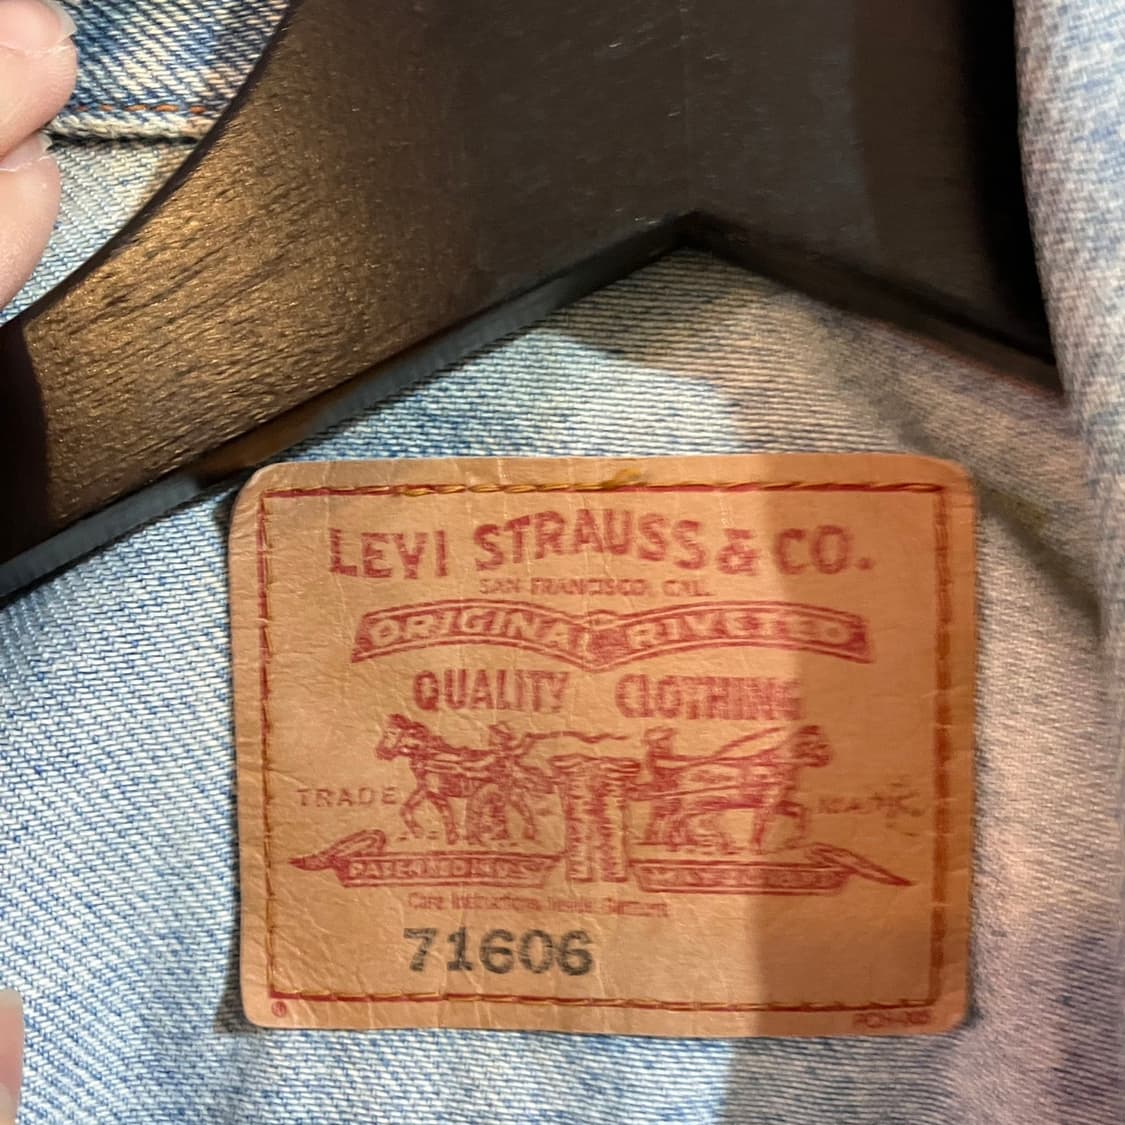 LEVI STRAUSS & CO.
SAN FRANCISCO, CAL.
ORIGINAL RIVETED
QUALITY CLOTHING
TRADE MARK
Care Instructions Inside Garment
71606
®